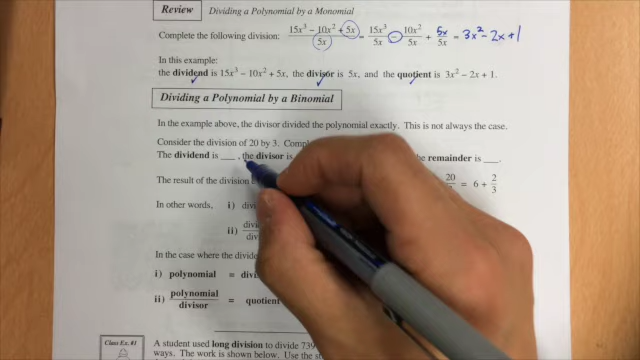 Review Dividing a Polynomial by a Monomial
Complete the following division: (15x³ − 10x² + 5x)/5x = 15x³/5x − 10x²/5x + 5x/5x = 3x² − 2x + 1
In this example:
the dividend is 15x³ − 10x² + 5x, the divisor is 5x, and the quotient is 3x² − 2x + 1.
Dividing a Polynomial by a Binomial
In the example above, the divisor divided the polynomial exactly. This is not always the case.
Consider the division of 20 by 3.
The dividend is ___, the divisor is the remainder is ___.
The result of the division 20 = 6 + 2/3
In other words, i)
ii)
In the case where the
i) polynomial =
ii) polynomial/divisor = quotient
Class Ex. #1 A student used long division to divide 739
ways. The work is shown below. Use the